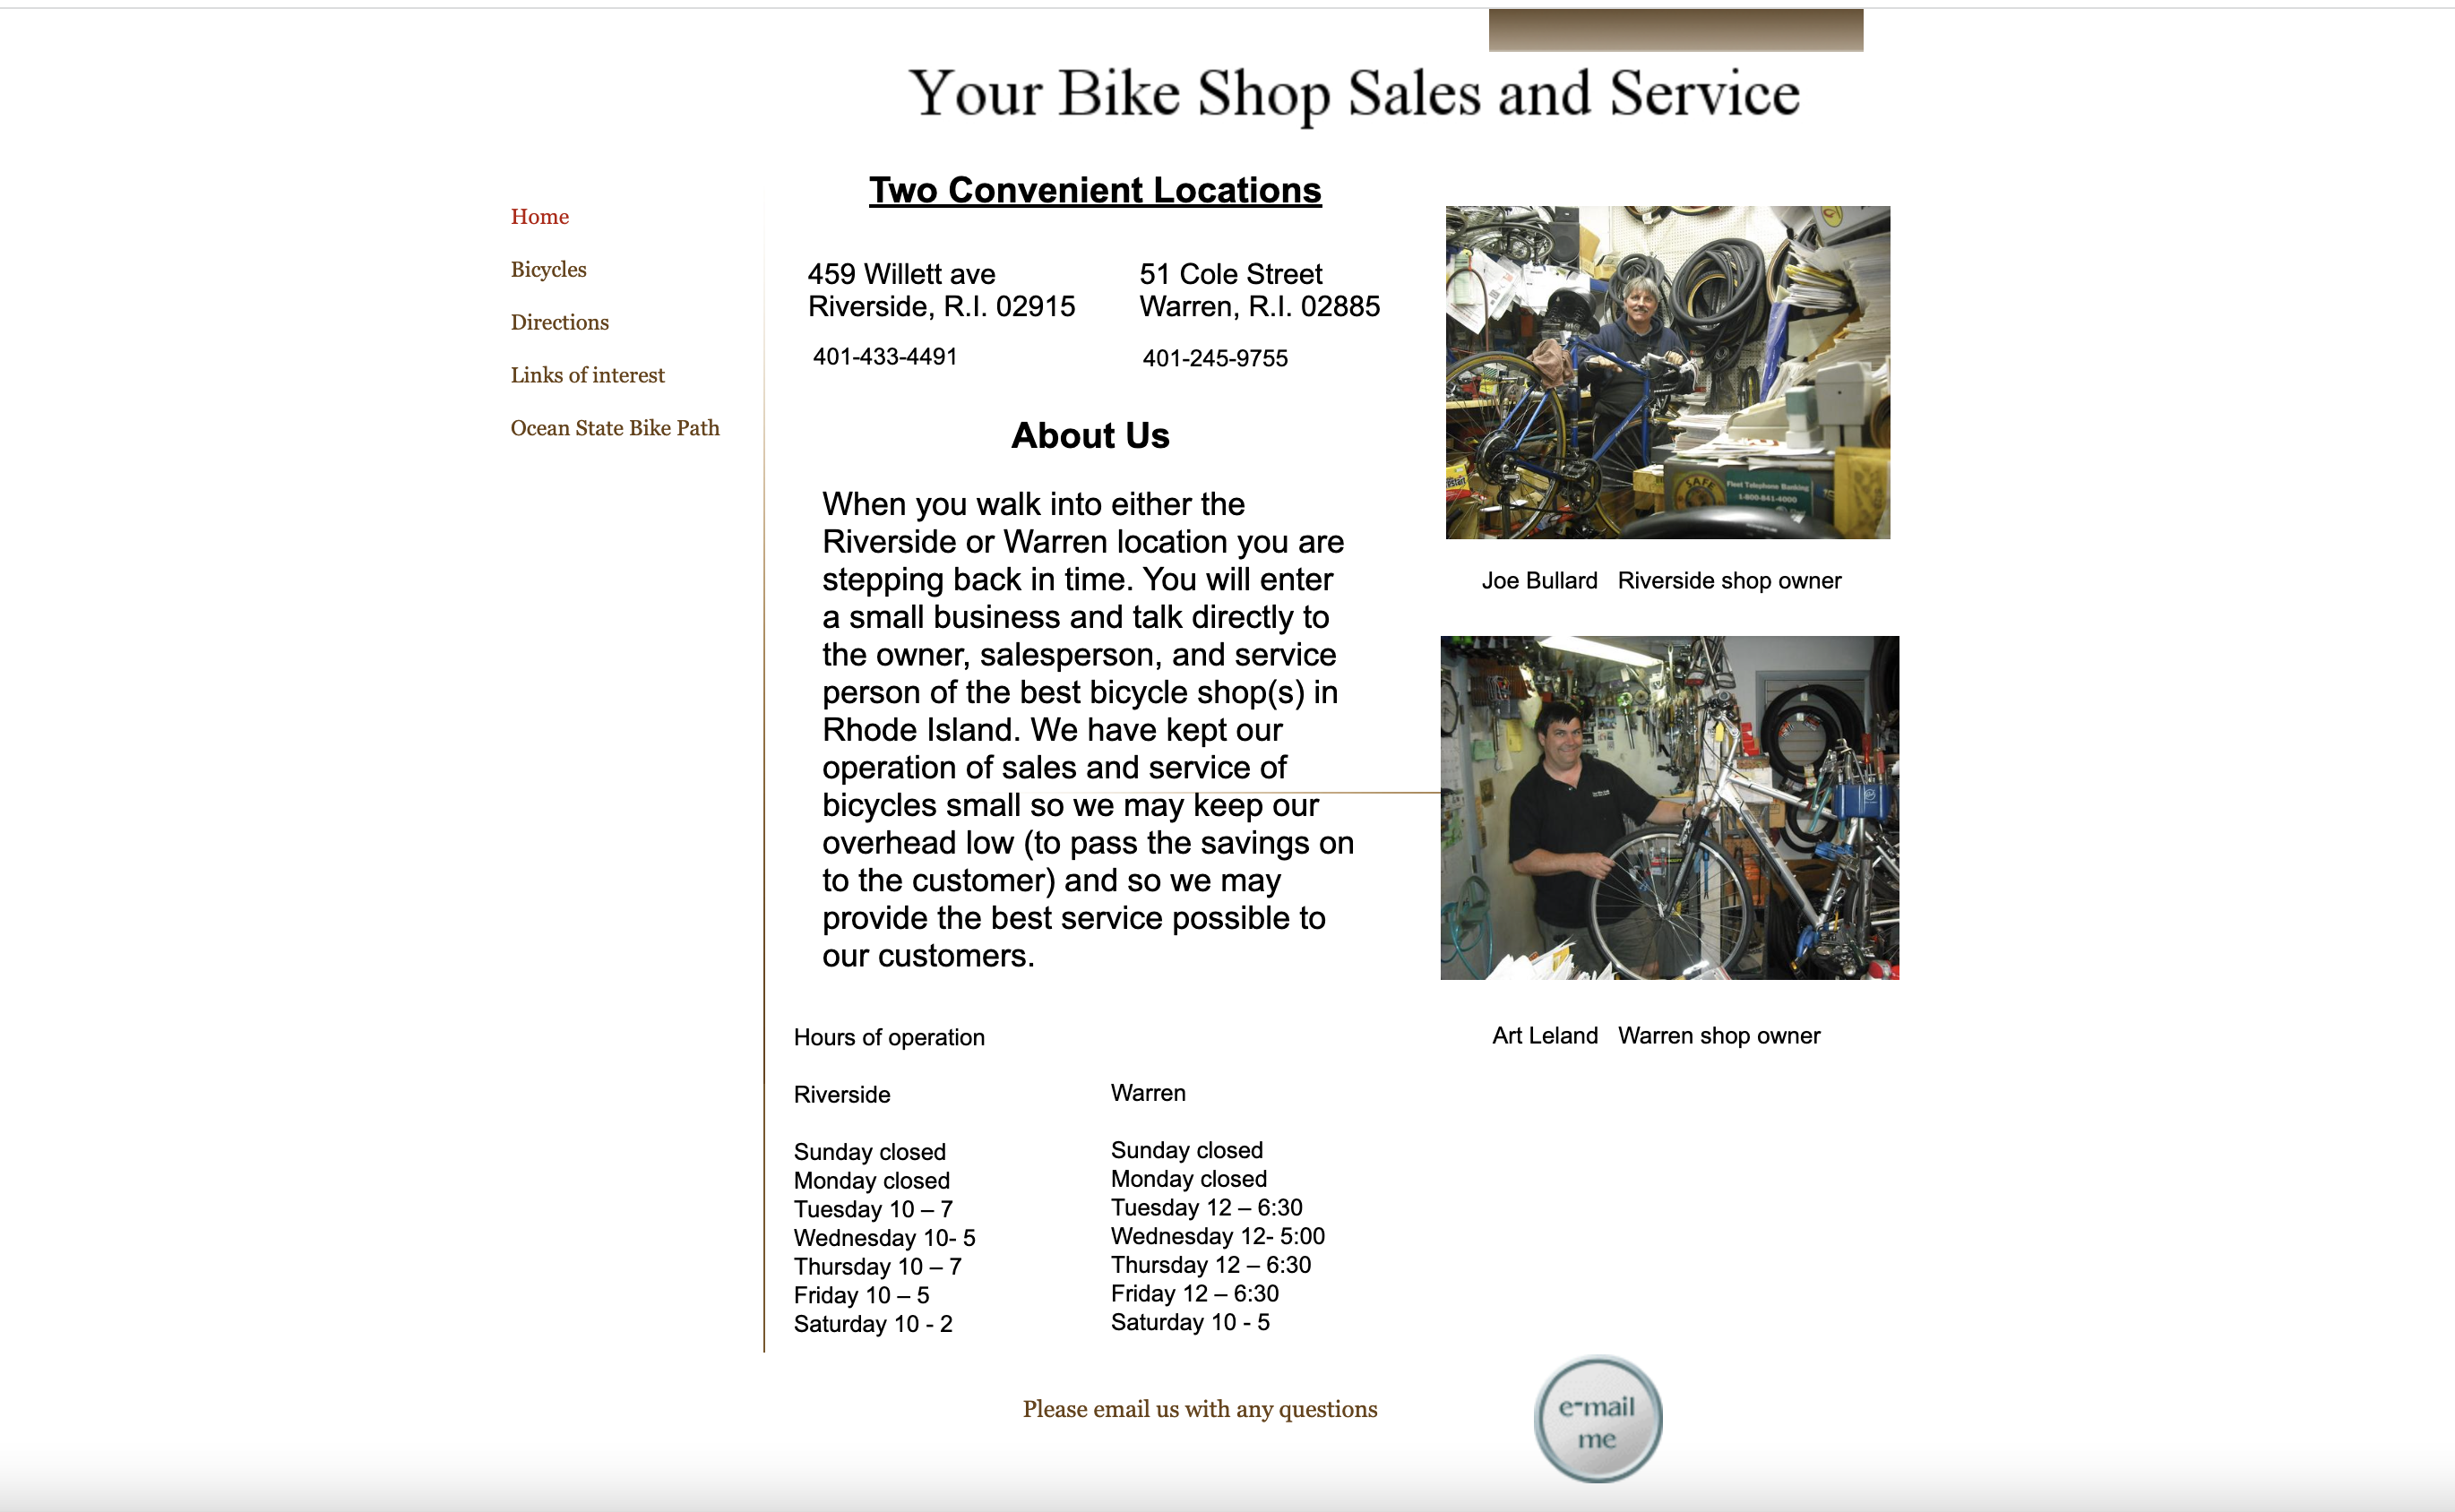 Your Bike Shop Sales and Service
Home
Bicycles
Directions
Links of interest
Ocean State Bike Path
Two Convenient Locations
459 Willett ave
Riverside, R.I. 02915
401-433-4491
51 Cole Street
Warren, R.I. 02885
401-245-9755
About Us
When you walk into either the
Riverside or Warren location you are
stepping back in time. You will enter
a small business and talk directly to
the owner, salesperson, and service
person of the best bicycle shop(s) in
Rhode Island. We have kept our
operation of sales and service of
bicycles small so we may keep our
overhead low (to pass the savings on
to the customer) and so we may
provide the best service possible to
our customers.
SAFE
Fleet Telephone Banking
1-800-841-4000
Joe Bullard   Riverside shop owner
Art Leland   Warren shop owner
Hours of operation
Riverside
Sunday closed
Monday closed
Tuesday 10 – 7
Wednesday 10- 5
Thursday 10 – 7
Friday 10 – 5
Saturday 10 - 2
Warren
Sunday closed
Monday closed
Tuesday 12 – 6:30
Wednesday 12- 5:00
Thursday 12 – 6:30
Friday 12 – 6:30
Saturday 10 - 5
Please email us with any questions
e-mail
me